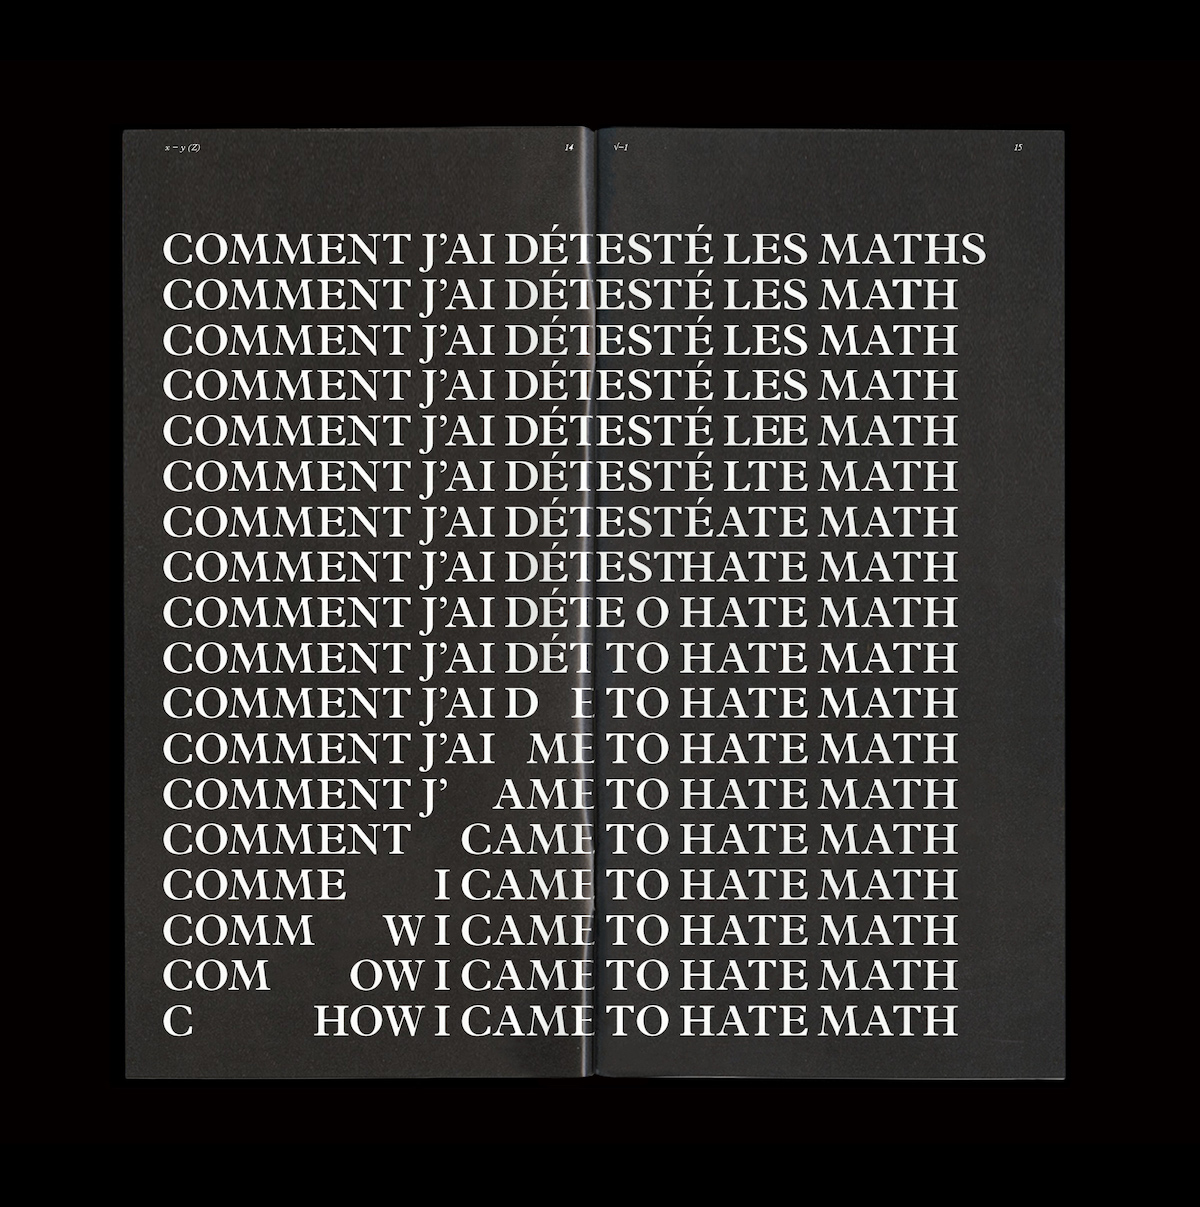 x – y (Z) 14 √–1 15
COMMENT J’AI DÉTESTÉ LES MATHS
COMMENT J’AI DÉTESTÉ LES MATH
COMMENT J’AI DÉTESTÉ LES MATH
COMMENT J’AI DÉTESTÉ LES MATH
COMMENT J’AI DÉTESTÉ LEE MATH
COMMENT J’AI DÉTESTÉ LTE MATH
COMMENT J’AI DÉTESTÉATE MATH
COMMENT J’AI DÉTESTHATE MATH
COMMENT J’AI DÉTE O HATE MATH
COMMENT J’AI DÉT TO HATE MATH
COMMENT J’AI D E TO HATE MATH
COMMENT J’AI ME TO HATE MATH
COMMENT J’ AME TO HATE MATH
COMMENT CAME TO HATE MATH
COMME I CAME TO HATE MATH
COMM W I CAME TO HATE MATH
COM OW I CAME TO HATE MATH
C HOW I CAME TO HATE MATH